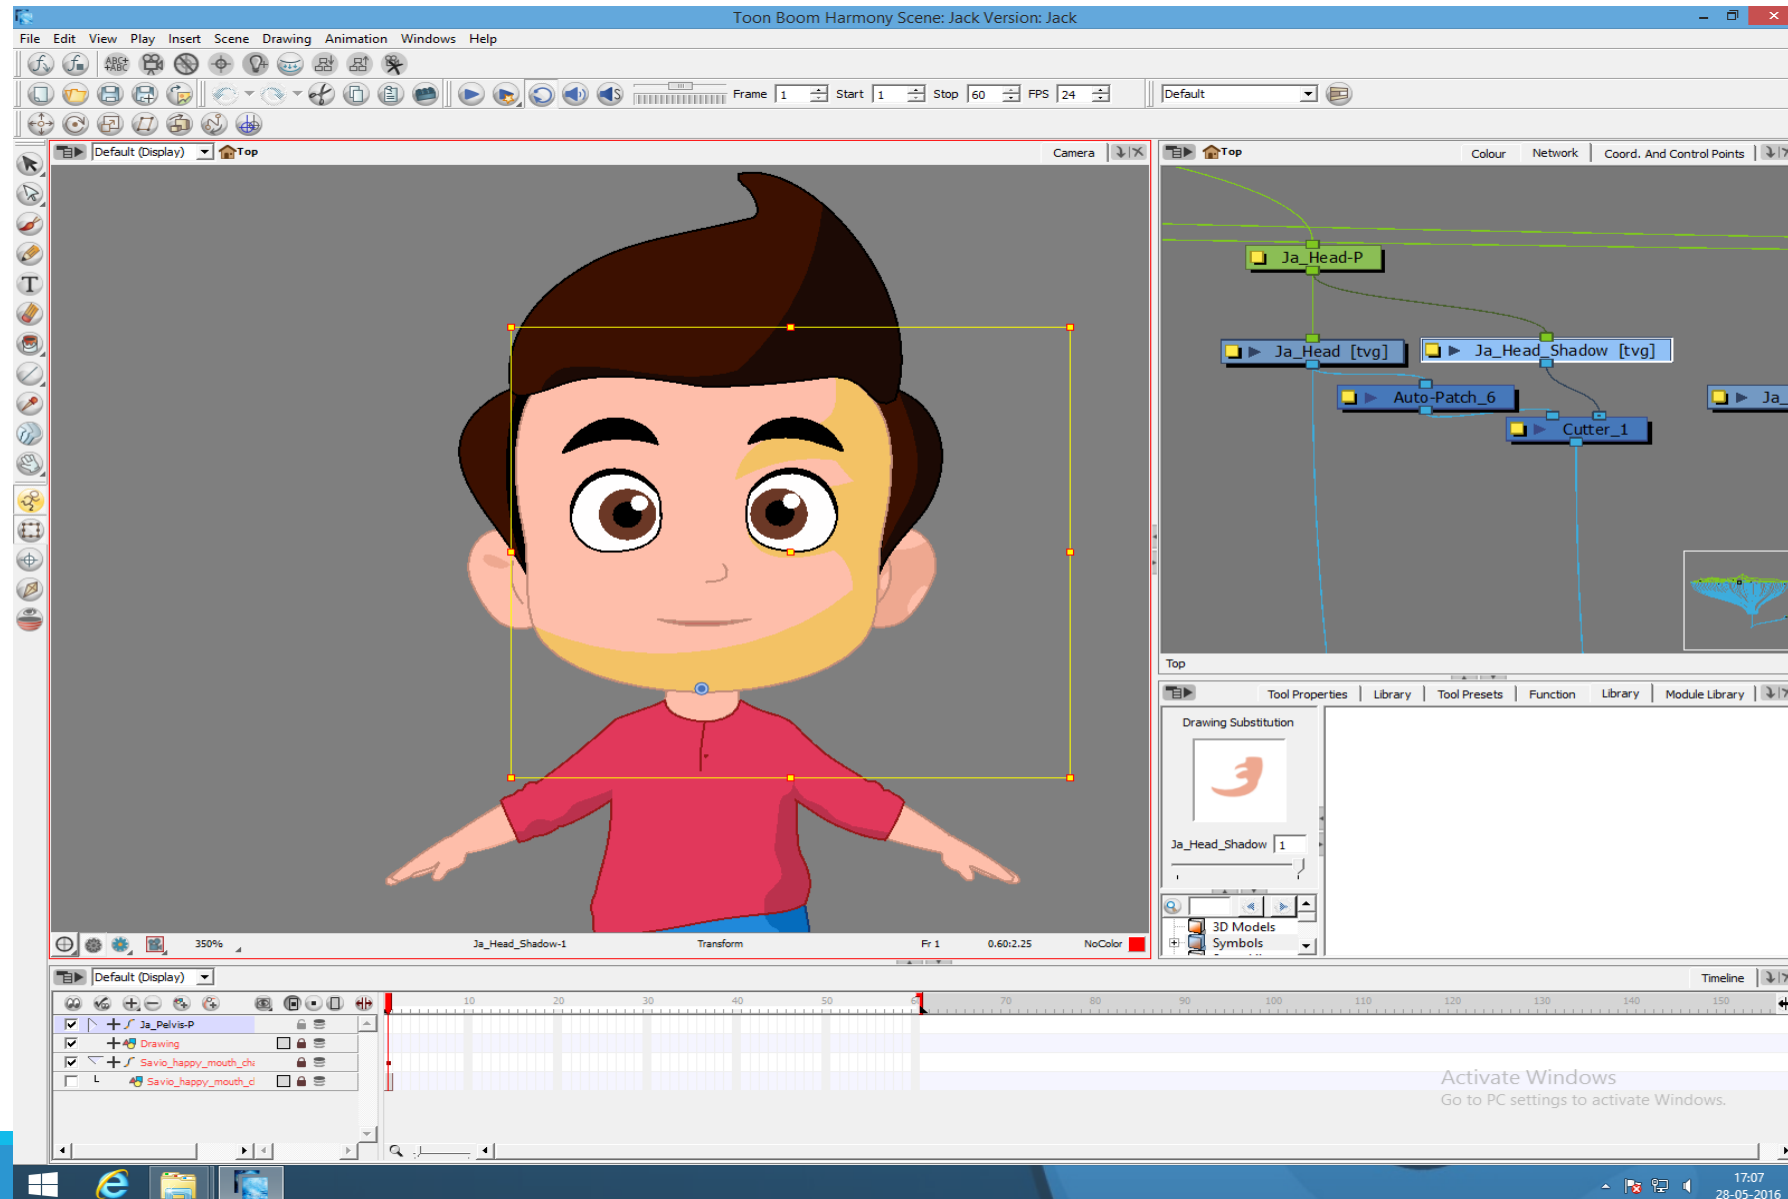 Toon Boom Harmony Scene: Jack Version: Jack
File Edit View Play Insert Scene Drawing Animation Windows Help
Frame 1 Start 1 Stop 60 FPS 24 Default
Default (Display) Top Camera
Top Colour Network Coord. And Control Points
Ja_Head-P
Ja_Head [tvg] Ja_Head_Shadow [tvg]
Auto-Patch_6 Ja_
Cutter_1
T
Top
Tool Properties Library Tool Presets Function Library Module Library
Drawing Substitution
Ja_Head_Shadow 1
3D Models
Symbols
350% Ja_Head_Shadow-1 Transform Fr 1 0.60:2.25 NoColor
Default (Display) Timeline
10 20 30 40 50 60 70 80 90 100 110 120 130 140 150
Ja_Pelvis-P
Drawing
Savio_happy_mouth_cha
Savio_happy_mouth_c
Activate Windows
Go to PC settings to activate Windows.
17:07
28-05-2016